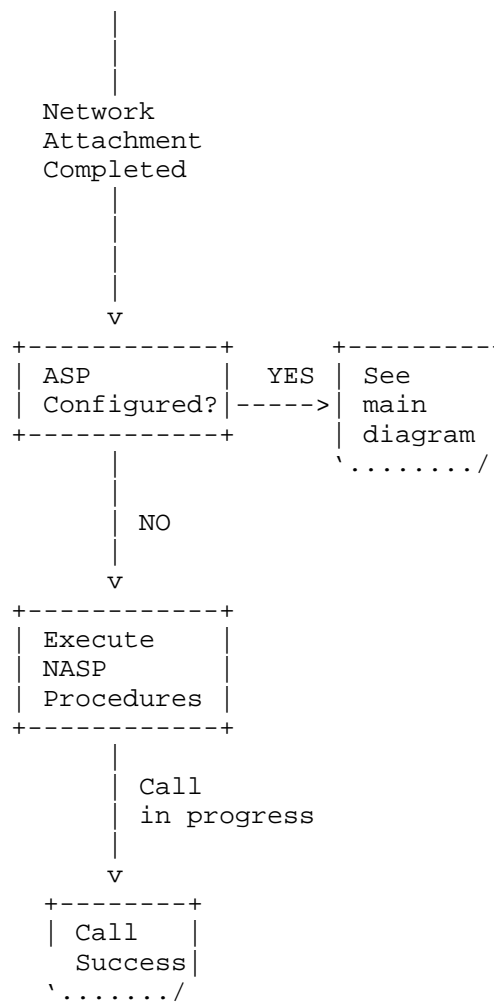 Network
Attachment
Completed
ASP
Configured?
YES
See
main
diagram
NO
Execute
NASP
Procedures
Call
in progress
Call
Success